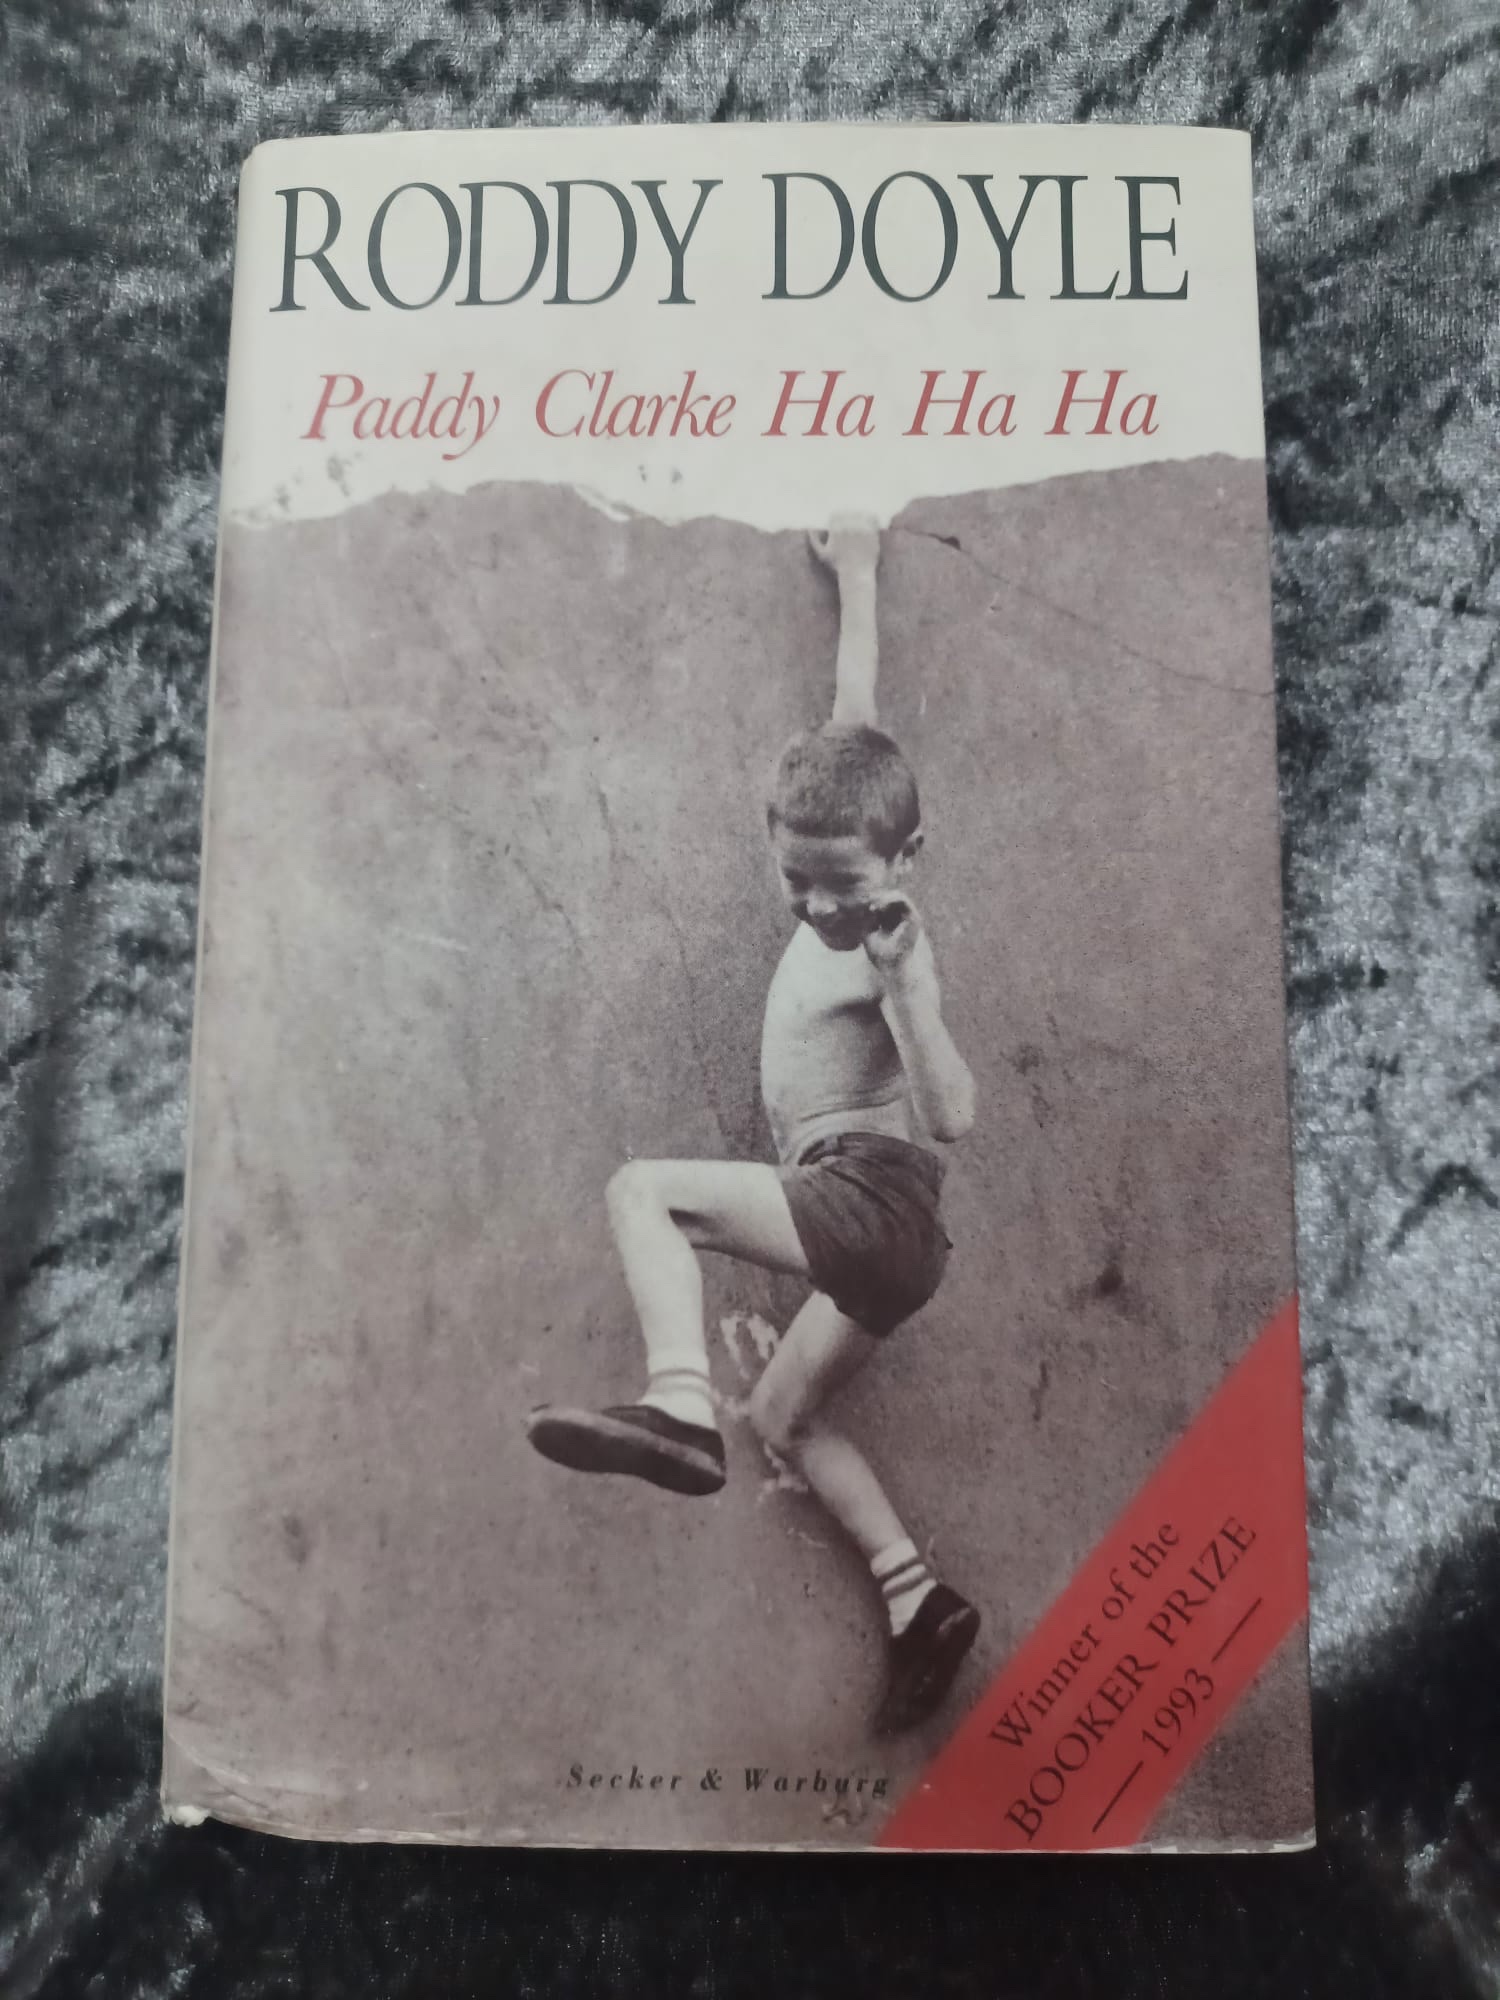 RODDY DOYLE
Paddy Clarke Ha Ha Ha
Winner of the
BOOKER PRIZE
— 1993 —
Secker & Warburg